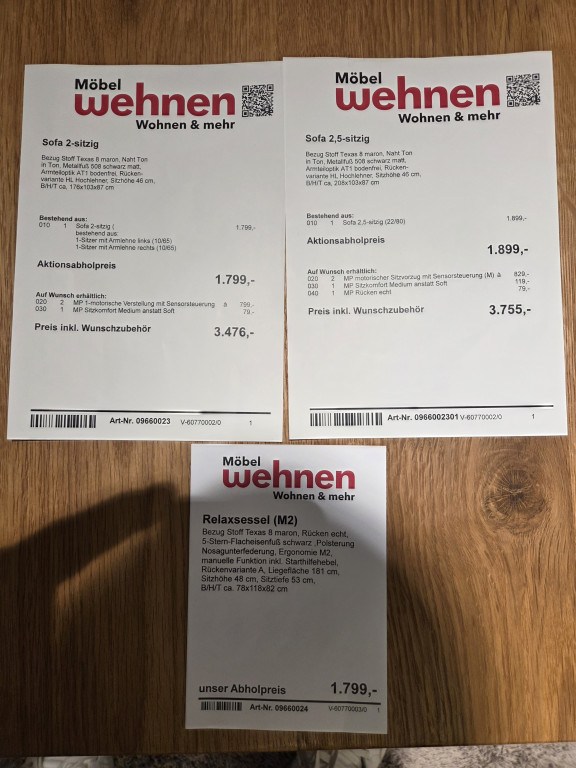 Möbel
wehnen
Wohnen & mehr
Sofa 2-sitzig
Bezug Stoff Texas 8 maron, Naht Ton
in Ton, Metallfuß 508 schwarz matt,
Armteiloptik AT1 bodenfrei, Rücken-
variante HL Hochlehner, Sitzhöhe 46 cm,
B/H/T ca, 176x103x87 cm
Bestehend aus:
010 1 Sofa 2-sitzig ( 1.799,-
bestehend aus:
1-Sitzer mit Armlehne links (10/65)
1-Sitzer mit Armlehne rechts (10/65)
Aktionsabholpreis
1.799,-
Auf Wunsch erhältlich:
020 2 MP 1-motorische Verstellung mit Sensorsteuerung à 799,-
030 1 MP Sitzkomfort Medium anstatt Soft 79,-
Preis inkl. Wunschzubehör
3.476,-
Art-Nr. 09660023 V-60770002/0 1
Möbel
wehnen
Wohnen & mehr
Sofa 2,5-sitzig
Bezug Stoff Texas 8 maron, Naht Ton
in Ton, Metallfuß 508 schwarz matt,
Armteiloptik AT1 bodenfrei, Rücken-
variante HL Hochlehner, Sitzhöhe 46 cm,
B/H/T ca, 206x103x87 cm
Bestehend aus:
010 1 Sofa 2,5-sitzig (22/80) 1.899,-
Aktionsabholpreis
1.899,-
Auf Wunsch erhältlich:
020 2 MP motorischer Sitzvorzug mit Sensorsteuerung (M) à 829,-
030 1 MP Sitzkomfort Medium anstatt Soft 119,-
040 1 MP Rücken echt 79,-
Preis inkl. Wunschzubehör
3.755,-
Art-Nr. 0966002301 V-60770002/0 1
Möbel
wehnen
Wohnen & mehr
Relaxsessel (M2)
Bezug Stoff Texas 8 maron, Rücken echt,
5-Stern-Flacheisenfuß schwarz ,Polsterung
Nosagunterfederung, Ergonomie M2,
manuelle Funktion inkl. Starthilfehebel,
Rückenvariante A, Liegefläche 181 cm,
Sitzhöhe 48 cm, Sitztiefe 53 cm,
B/H/T ca. 78x118x82 cm
unser Abholpreis 1.799,-
Art-Nr. 09660024 V-60770003/0 1